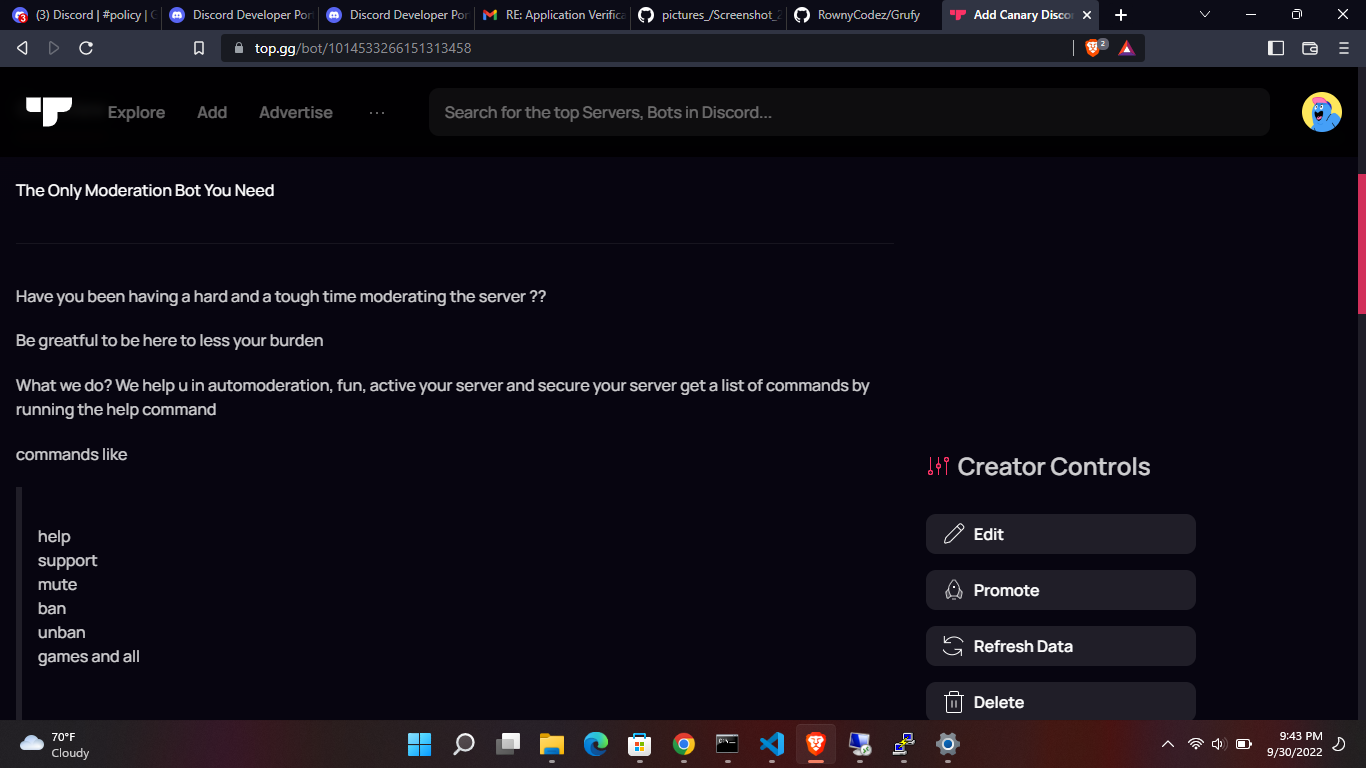 (3) Discord | #policy |
Discord Developer Por
Discord Developer Por
RE: Application Verifica
pictures_/Screenshot_
RownyCodez/Grufy
Add Canary Disco
top.gg/bot/1014533266151313458
2
Explore Add Advertise ...
Search for the top Servers, Bots in Discord...
The Only Moderation Bot You Need
Have you been having a hard and a tough time moderating the server ??
Be greatful to be here to less your burden
What we do? We help u in automoderation, fun, active your server and secure your server get a list of commands by
running the help command
commands like
help
support
mute
ban
unban
games and all
Creator Controls
Edit
Promote
Refresh Data
Delete
70°F
Cloudy
9:43 PM
9/30/2022